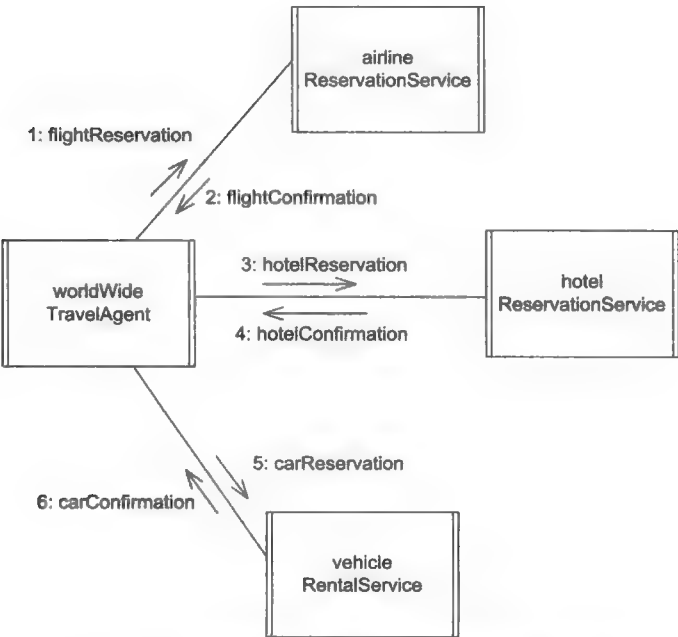 airline
ReservationService
1: flightReservation
2: flightConfirmation
3: hotelReservation
worldWide
TravelAgent
hotel
ReservationService
4: hotelConfirmation
5: carReservation
6: carConfirmation
vehicle
RentalService